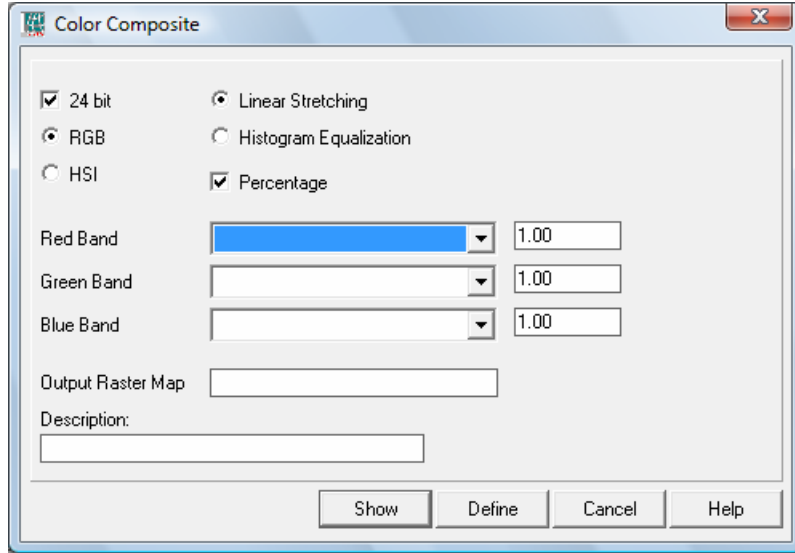 Color Composite
24 bit
Linear Stretching
RGB
Histogram Equalization
HSI
Percentage
Red Band 1.00
Green Band 1.00
Blue Band 1.00
Output Raster Map
Description:
Show Define Cancel Help